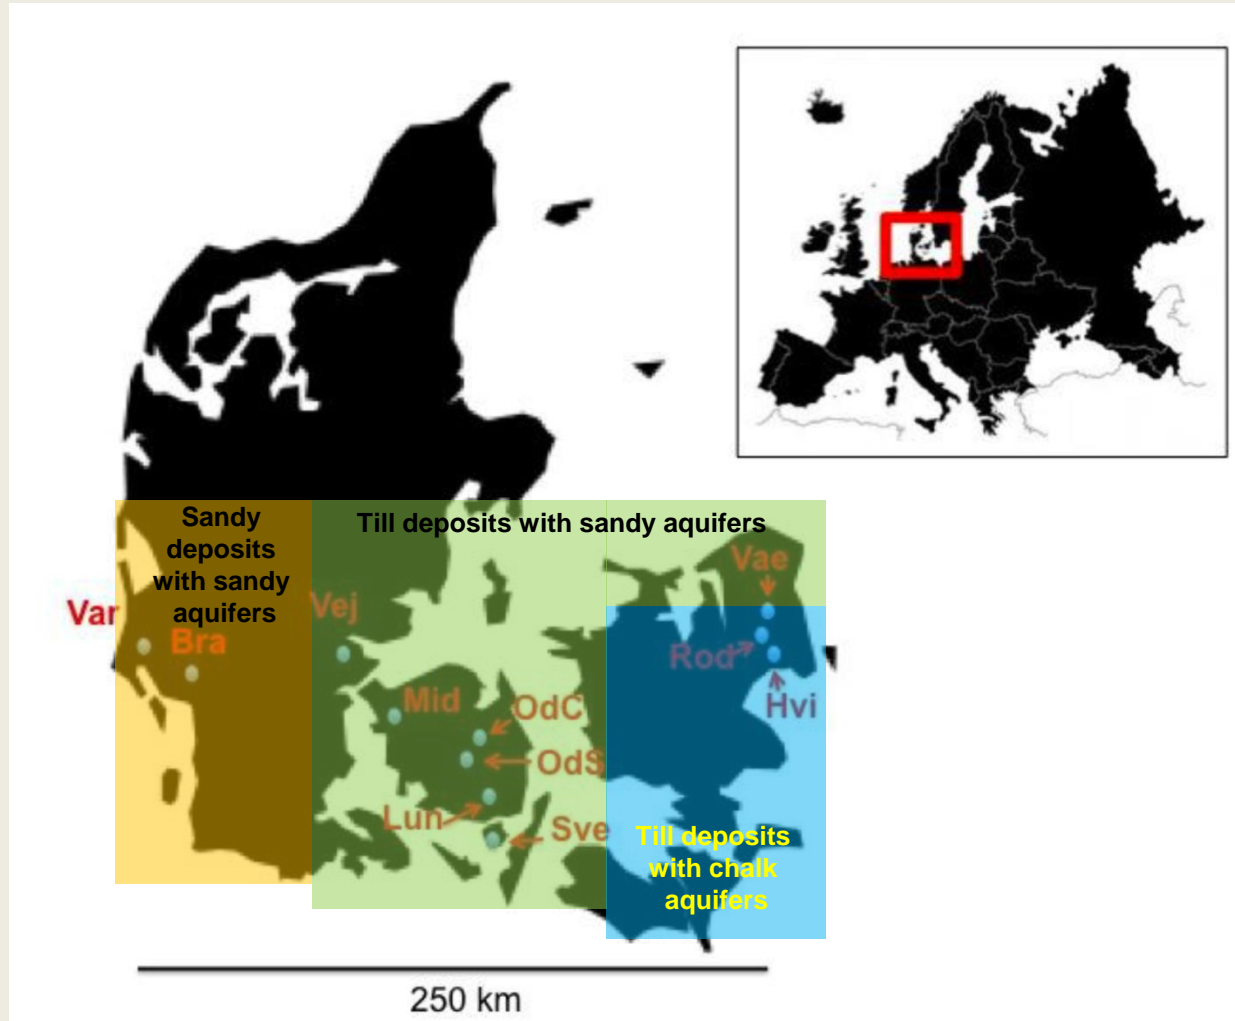 Sandy
deposits
with sandy
aquifers
Till deposits with sandy aquifers
Vae
Var
Vej
Bra
Rod
Mid
OdC
Hvi
OdS
Lun
Sve
Till deposits
with chalk
aquifers
250 km